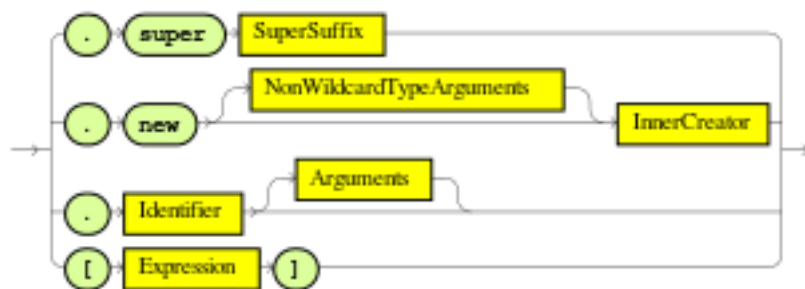 . super SuperSuffix
NonWildcardTypeArguments
. new InnerCreator
Arguments
. Identifier
[ Expression ]